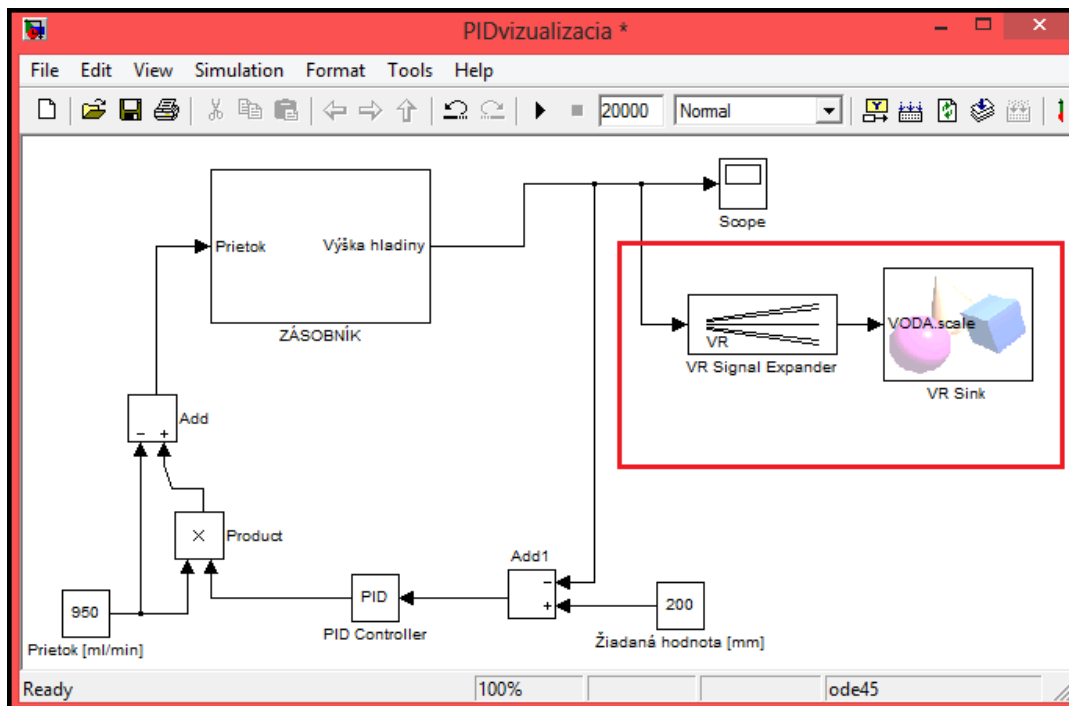 PIDvizualizacia *
File Edit View Simulation Format Tools Help
20000 Normal
Scope
Prietok Výška hladiny
ZÁSOBNÍK
VR
VR Signal Expander
VODA.scale
VR Sink
Add
- +
×
Product
Add1
-
+
PID
PID Controller
950
Prietok [ml/min]
200
Žiadaná hodnota [mm]
Ready 100% ode45